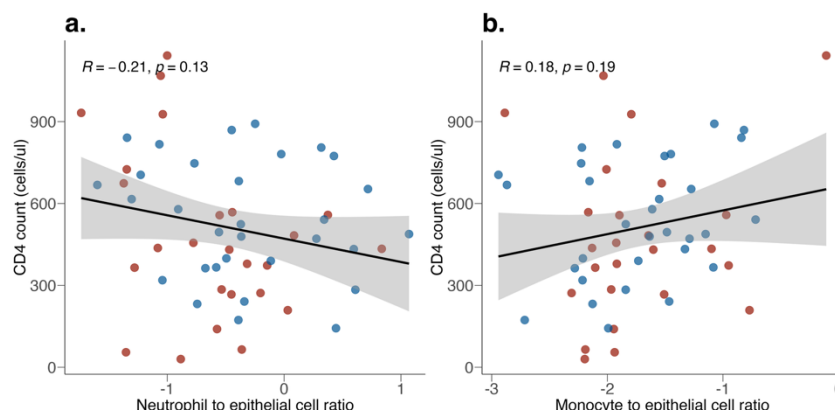 a.
R = −0.21, p = 0.13
CD4 count (cells/ul)
900
600
300
0
-1
0
1
Neutrophil to epithelial cell ratio
b.
R = 0.18, p = 0.19
CD4 count (cells/ul)
900
600
300
0
-3
-2
-1
Monocyte to epithelial cell ratio